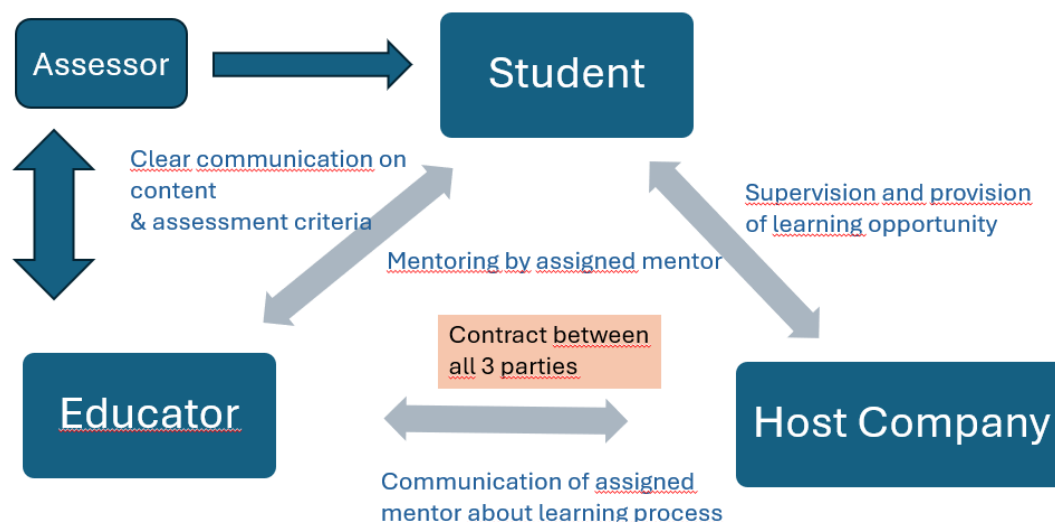 Assessor
Student
Clear communication on
content
& assessment criteria
Supervision and provision
of learning opportunity
Mentoring by assigned mentor
Contract between
all 3 parties
Educator
Host Company
Communication of assigned
mentor about learning process